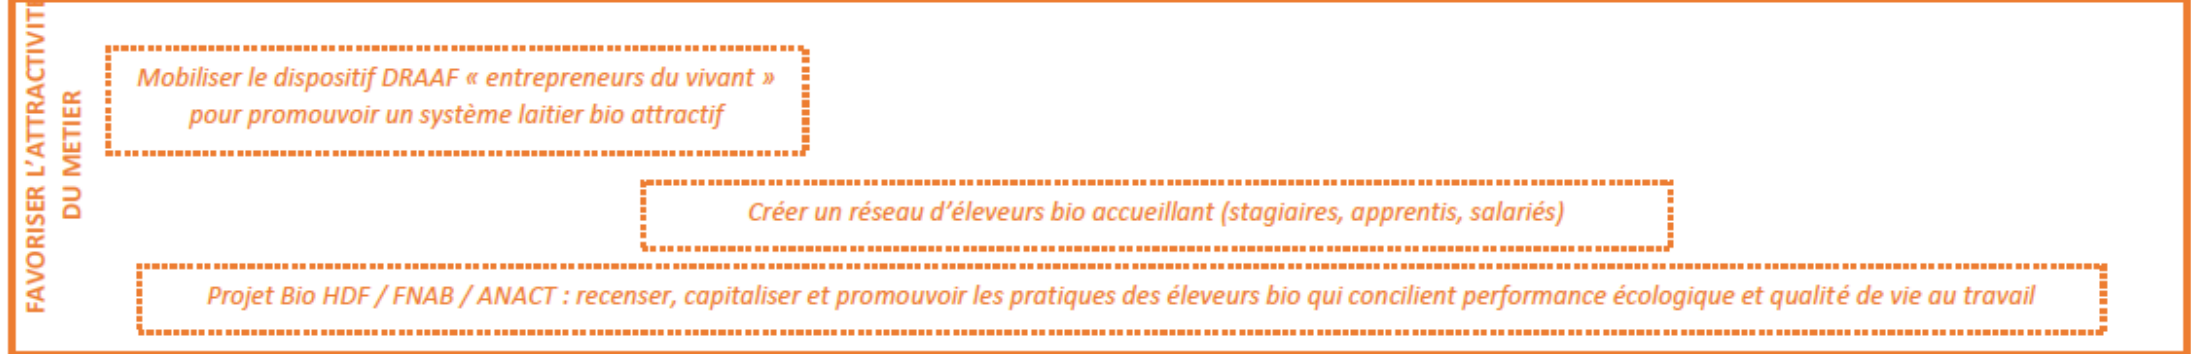 FAVORISER L'ATTRACTIVITE
DU METIER
Mobiliser le dispositif DRAAF « entrepreneurs du vivant »
pour promouvoir un système laitier bio attractif
Créer un réseau d'éleveurs bio accueillant (stagiaires, apprentis, salariés)
Projet Bio HDF / FNAB / ANACT : recenser, capitaliser et promouvoir les pratiques des éleveurs bio qui concilient performance écologique et qualité de vie au travail